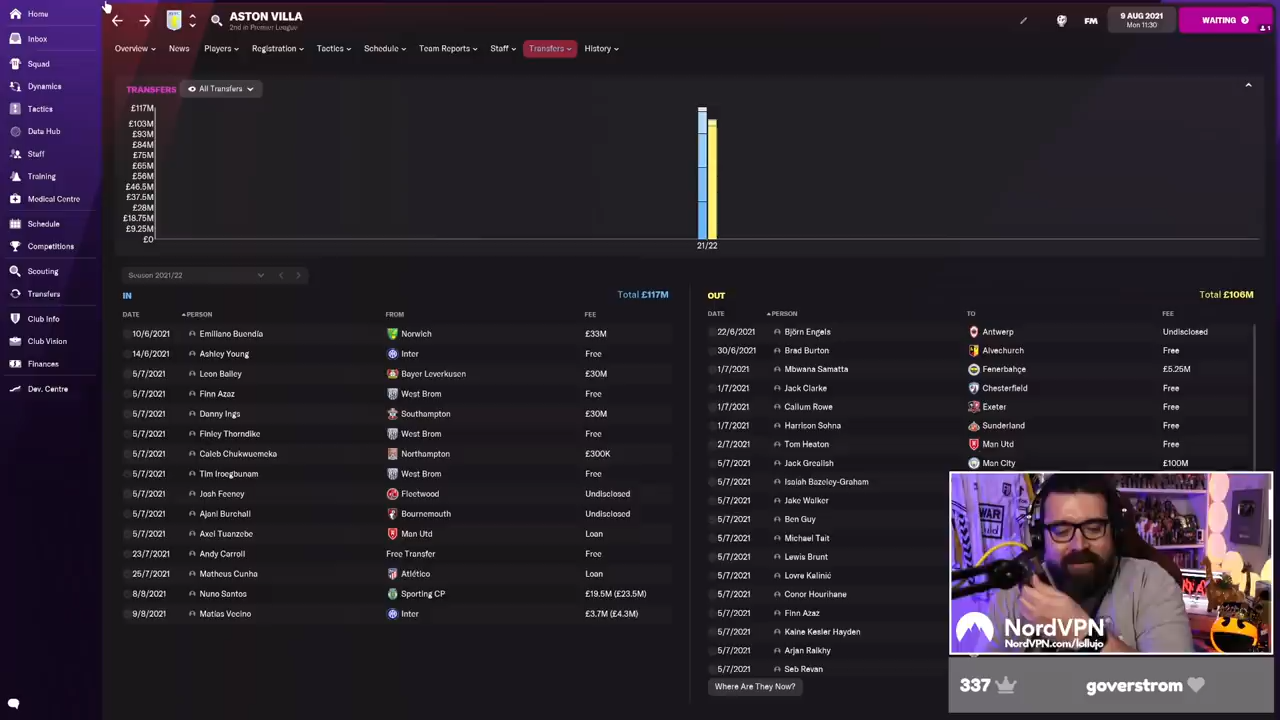 Home
ASTON VILLA
2nd in Premier League
FM
9 AUG 2021
Mon 11:30
WAITING
1
Inbox
Overview News Players Registration Tactics Schedule Team Reports Staff Transfers History
Squad
Dynamics
Tactics
Data Hub
Staff
Training
Medical Centre
Schedule
Competitions
Scouting
Transfers
Club Info
Club Vision
Finances
Dev. Centre
TRANSFERS All Transfers
£117M
£103M
£93M
£84M
£75M
£65M
£56M
£46.5M
£37.5M
£28M
£18.75M
£9.25M
£0
21/22
Season 2021/22
IN Total £117M
DATE PERSON FROM FEE
10/6/2021 Emiliano Buendía Norwich £33M
14/6/2021 Ashley Young Inter Free
5/7/2021 Leon Bailey Bayer Leverkusen £30M
5/7/2021 Finn Azaz West Brom Free
5/7/2021 Danny Ings Southampton £30M
5/7/2021 Finley Thorndike West Brom Free
5/7/2021 Caleb Chukwuemeka Northampton £300K
5/7/2021 Tim Iroegbunam West Brom Free
5/7/2021 Josh Feeney Fleetwood Undisclosed
5/7/2021 Ajani Burchall Bournemouth Undisclosed
5/7/2021 Axel Tuanzebe Man Utd Loan
23/7/2021 Andy Carroll Free Transfer Free
25/7/2021 Matheus Cunha Atlético Loan
8/8/2021 Nuno Santos Sporting CP £19.5M (£23.5M)
9/8/2021 Matías Vecino Inter £3.7M (£4.3M)
OUT Total £106M
DATE PERSON TO FEE
22/6/2021 Björn Engels Antwerp Undisclosed
30/6/2021 Brad Burton Alvechurch Free
1/7/2021 Mbwana Samatta Fenerbahçe £5.25M
1/7/2021 Jack Clarke Chesterfield Free
1/7/2021 Callum Rowe Exeter Free
1/7/2021 Harrison Sohna Sunderland Free
2/7/2021 Tom Heaton Man Utd Free
5/7/2021 Jack Grealish Man City £100M
5/7/2021 Isaiah Bazeley-Graham
5/7/2021 Jake Walker
5/7/2021 Ben Guy
5/7/2021 Michael Tait
5/7/2021 Lewis Brunt
5/7/2021 Lovre Kalinić
5/7/2021 Conor Hourihane
5/7/2021 Finn Azaz
5/7/2021 Kaine Kesler Hayden
5/7/2021 Arjan Raikhy
5/7/2021 Seb Revan
Where Are They Now?
WAR
NordVPN
NordVPN.com/lollujo
337 goverstrom